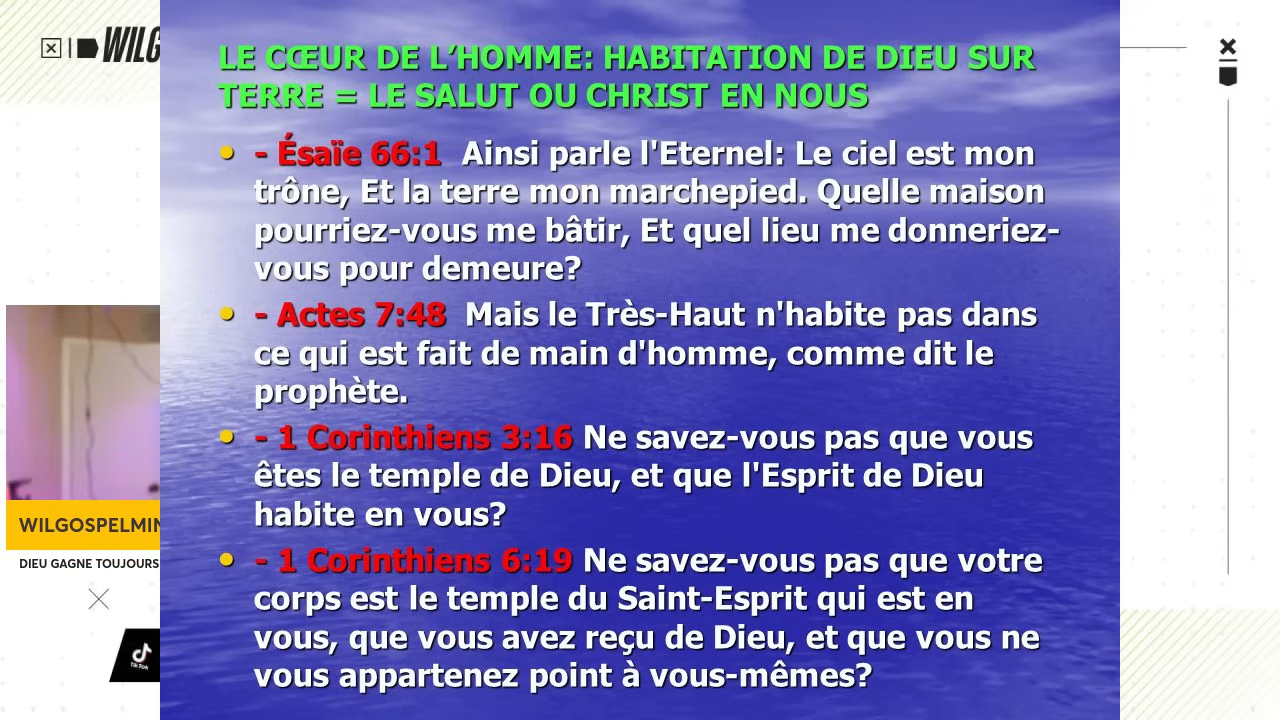 WILG
LE CŒUR DE L’HOMME: HABITATION DE DIEU SUR
TERRE = LE SALUT OU CHRIST EN NOUS
- Ésaïe 66:1 Ainsi parle l'Eternel: Le ciel est mon
trône, Et la terre mon marchepied. Quelle maison
pourriez-vous me bâtir, Et quel lieu me donneriez-
vous pour demeure?
- Actes 7:48 Mais le Très-Haut n'habite pas dans
ce qui est fait de main d'homme, comme dit le
prophète.
- 1 Corinthiens 3:16 Ne savez-vous pas que vous
êtes le temple de Dieu, et que l'Esprit de Dieu
habite en vous?
- 1 Corinthiens 6:19 Ne savez-vous pas que votre
corps est le temple du Saint-Esprit qui est en
vous, que vous avez reçu de Dieu, et que vous ne
vous appartenez point à vous-mêmes?
WILGOSPELMIN
DIEU GAGNE TOUJOURS
TIKTOK